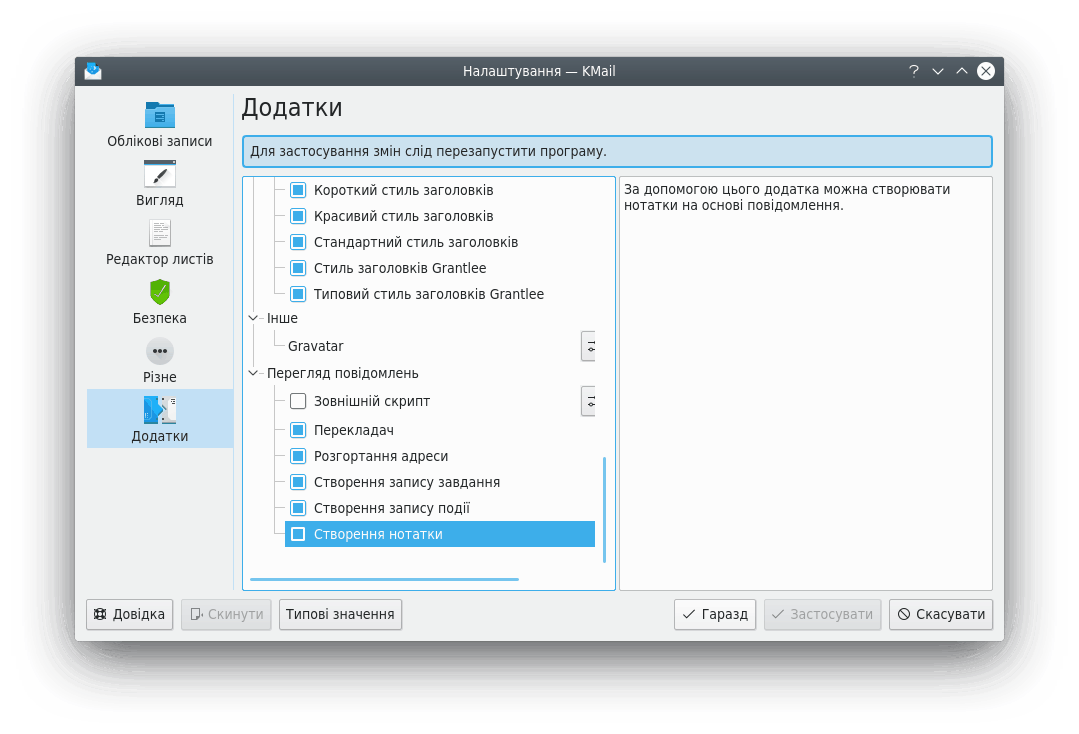 Налаштування — KMail
Облікові записи
Вигляд
Редактор листів
Безпека
Різне
Додатки
Додатки
Для застосування змін слід перезапустити програму.
Короткий стиль заголовків
Красивий стиль заголовків
Стандартний стиль заголовків
Стиль заголовків Grantlee
Типовий стиль заголовків Grantlee
Інше
Gravatar
Перегляд повідомлень
Зовнішній скрипт
Перекладач
Розгортання адреси
Створення запису завдання
Створення запису події
Створення нотатки
За допомогою цього додатка можна створювати
нотатки на основі повідомлення.
Довідка
Скинути
Типові значення
Гаразд
Застосувати
Скасувати